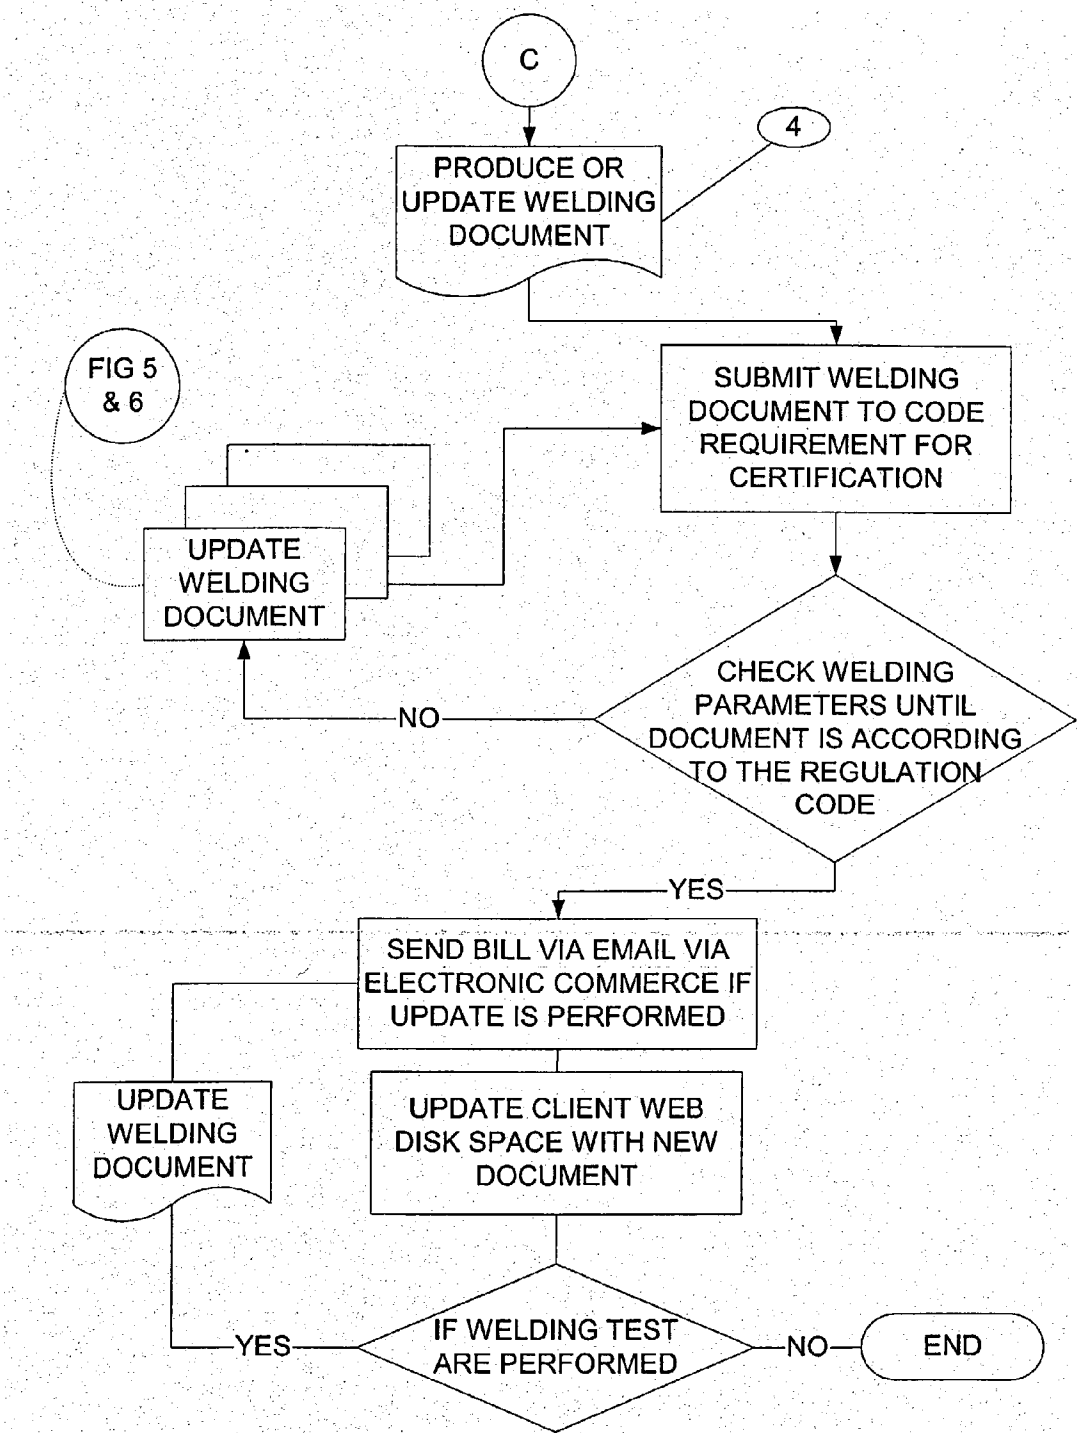 C
4
PRODUCE OR
UPDATE WELDING
DOCUMENT
FIG 5
& 6
SUBMIT WELDING
DOCUMENT TO CODE
REQUIREMENT FOR
CERTIFICATION
UPDATE
WELDING
DOCUMENT
CHECK WELDING
PARAMETERS UNTIL
DOCUMENT IS ACCORDING
TO THE REGULATION
CODE
NO
YES
SEND BILL VIA EMAIL VIA
ELECTRONIC COMMERCE IF
UPDATE IS PERFORMED
UPDATE
WELDING
DOCUMENT
UPDATE CLIENT WEB
DISK SPACE WITH NEW
DOCUMENT
IF WELDING TEST
ARE PERFORMED
YES
NO
END